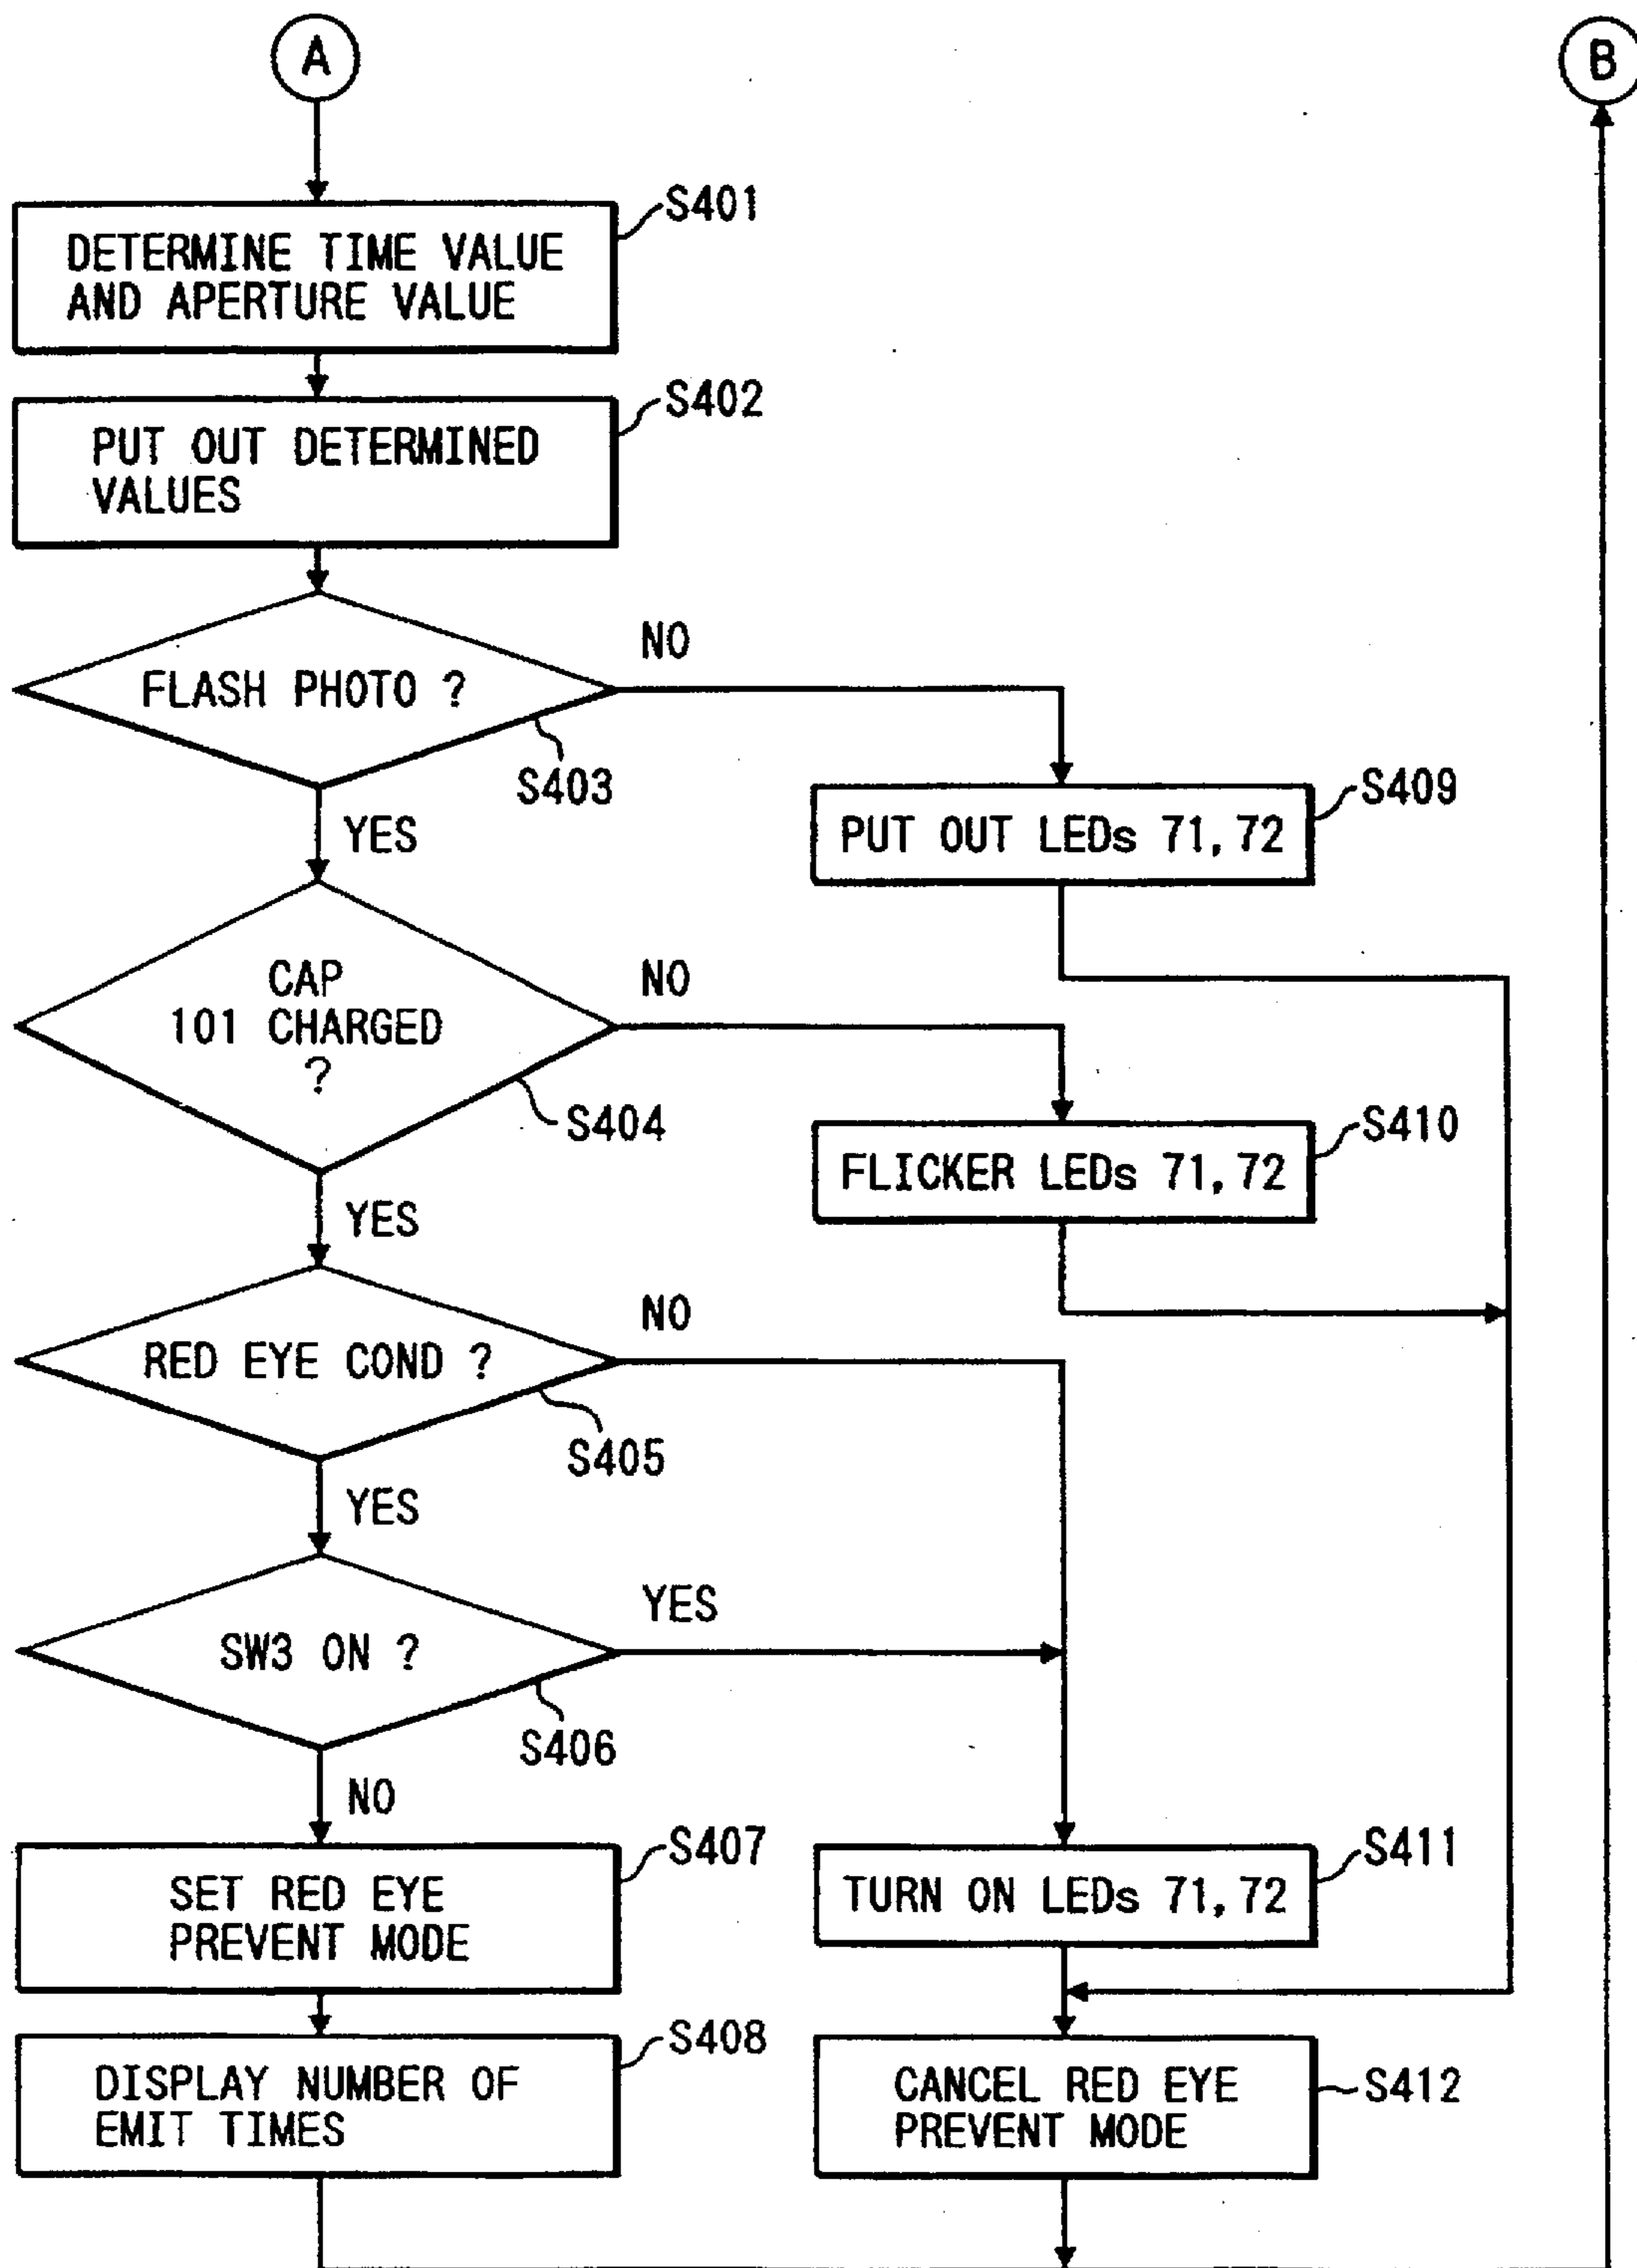 A
B
S401
DETERMINE TIME VALUE
AND APERTURE VALUE
S402
PUT OUT DETERMINED
VALUES
NO
FLASH PHOTO ?
S403
YES
S409
PUT OUT LEDs 71, 72
CAP
101 CHARGED
?
NO
S404
S410
FLICKER LEDs 71, 72
YES
NO
RED EYE COND ?
S405
YES
YES
SW3 ON ?
S406
NO
S407
SET RED EYE
PREVENT MODE
S411
TURN ON LEDs 71, 72
S408
DISPLAY NUMBER OF
EMIT TIMES
CANCEL RED EYE
PREVENT MODE
S412